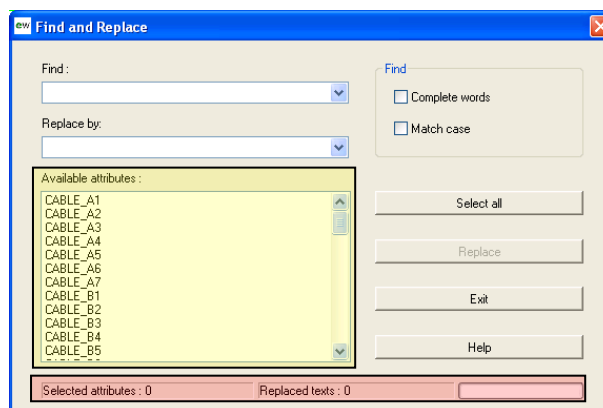 ew Find and Replace
Find :
Replace by:
Find
Complete words
Match case
Available attributes :
CABLE_A1
CABLE_A2
CABLE_A3
CABLE_A4
CABLE_A5
CABLE_A6
CABLE_A7
CABLE_B1
CABLE_B2
CABLE_B3
CABLE_B4
CABLE_B5
Select all
Replace
Exit
Help
Selected attributes : 0
Replaced texts : 0